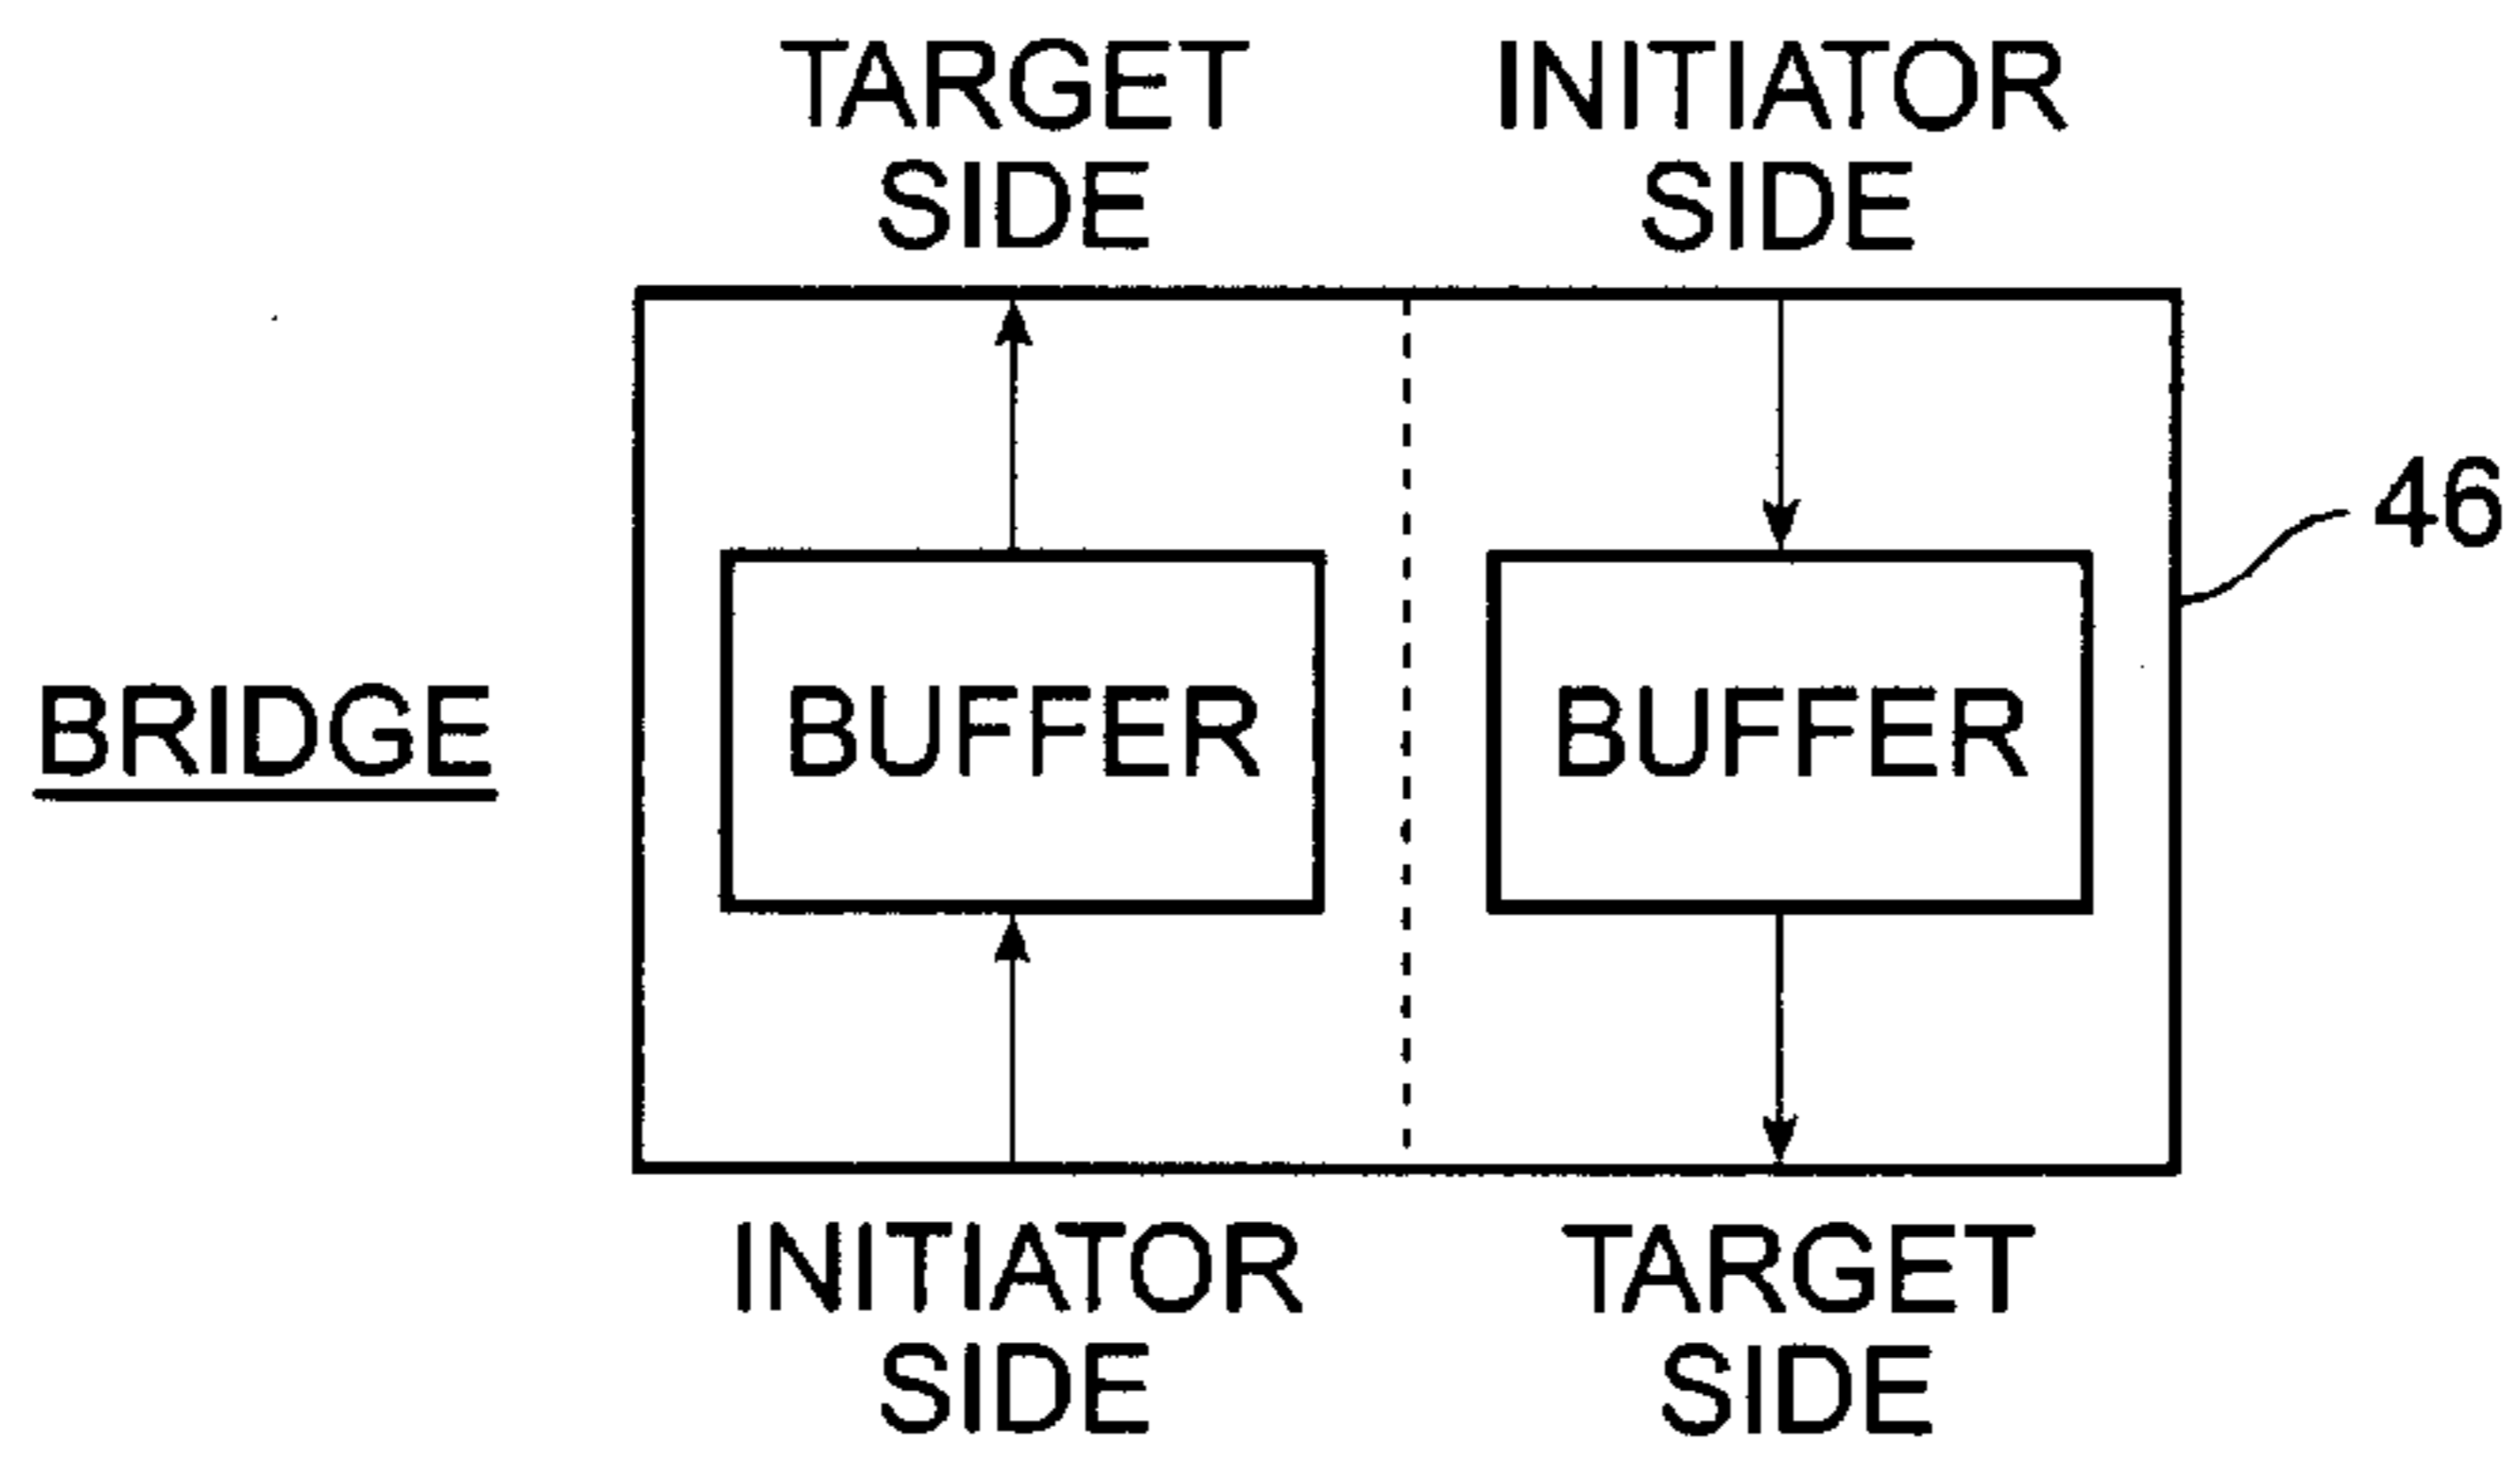 TARGET
SIDE
INITIATOR
SIDE
46
BRIDGE
BUFFER
BUFFER
INITIATOR
SIDE
TARGET
SIDE